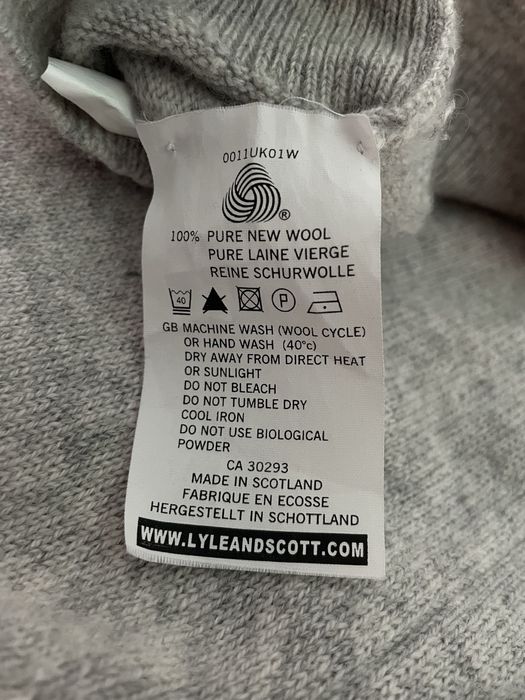 0011UK01W
®
100% PURE NEW WOOL
PURE LAINE VIERGE
REINE SCHURWOLLE
40 P
GB MACHINE WASH (WOOL CYCLE)
OR HAND WASH (40°c)
DRY AWAY FROM DIRECT HEAT
OR SUNLIGHT
DO NOT BLEACH
DO NOT TUMBLE DRY
COOL IRON
DO NOT USE BIOLOGICAL
POWDER
CA 30293
MADE IN SCOTLAND
FABRIQUE EN ECOSSE
HERGESTELLT IN SCHOTTLAND
WWW.LYLEANDSCOTT.COM